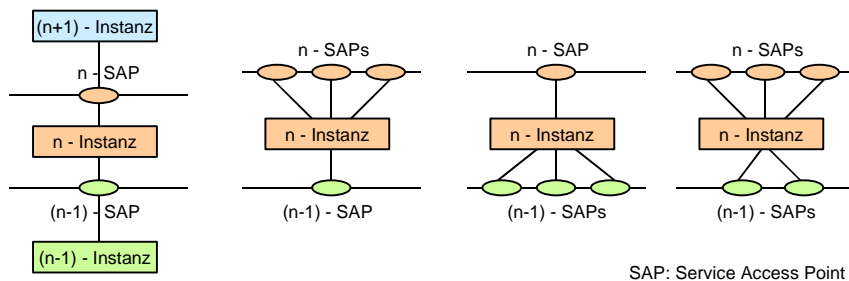 (n+1) - Instanz
n - SAP
n - Instanz
(n-1) - SAP
(n-1) - Instanz
n - SAPs
n - Instanz
(n-1) - SAP
n - SAP
n - Instanz
(n-1) - SAPs
n - SAPs
n - Instanz
(n-1) - SAPs
SAP: Service Access Point